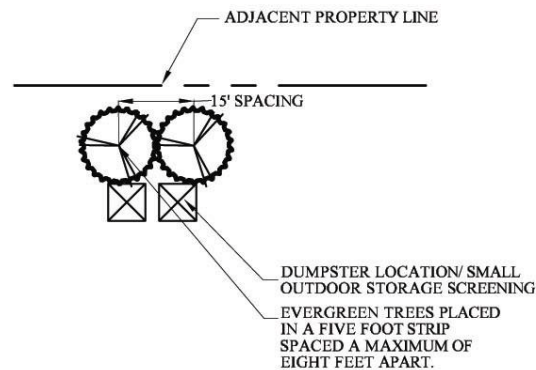 ADJACENT PROPERTY LINE
15' SPACING
DUMPSTER LOCATION/ SMALL
OUTDOOR STORAGE SCREENING
EVERGREEN TREES PLACED
IN A FIVE FOOT STRIP
SPACED A MAXIMUM OF
EIGHT FEET APART.